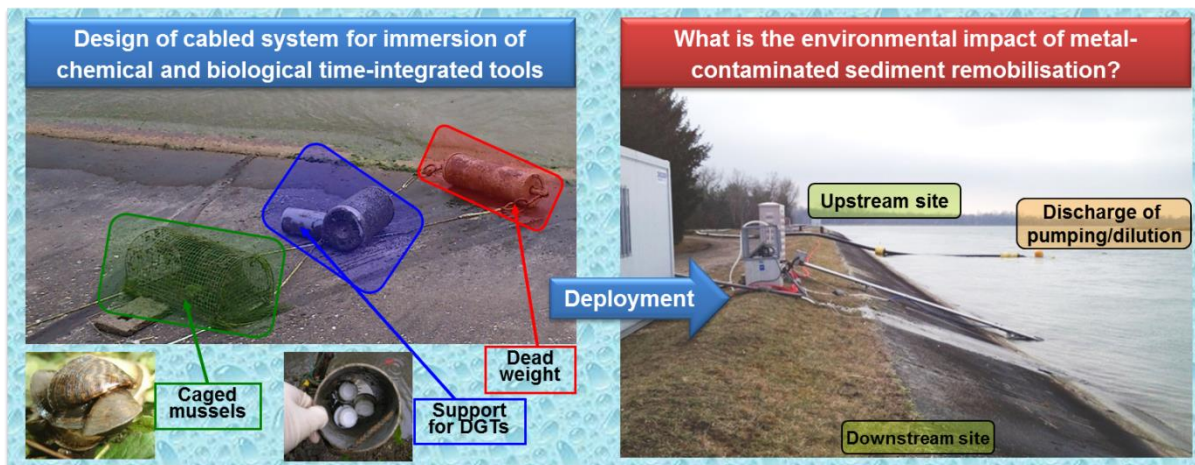 Design of cabled system for immersion of
chemical and biological time-integrated tools
Caged
mussels
Support
for DGTs
Dead
weight
Deployment
What is the environmental impact of metal-
contaminated sediment remobilisation?
Upstream site
Discharge of
pumping/dilution
Downstream site